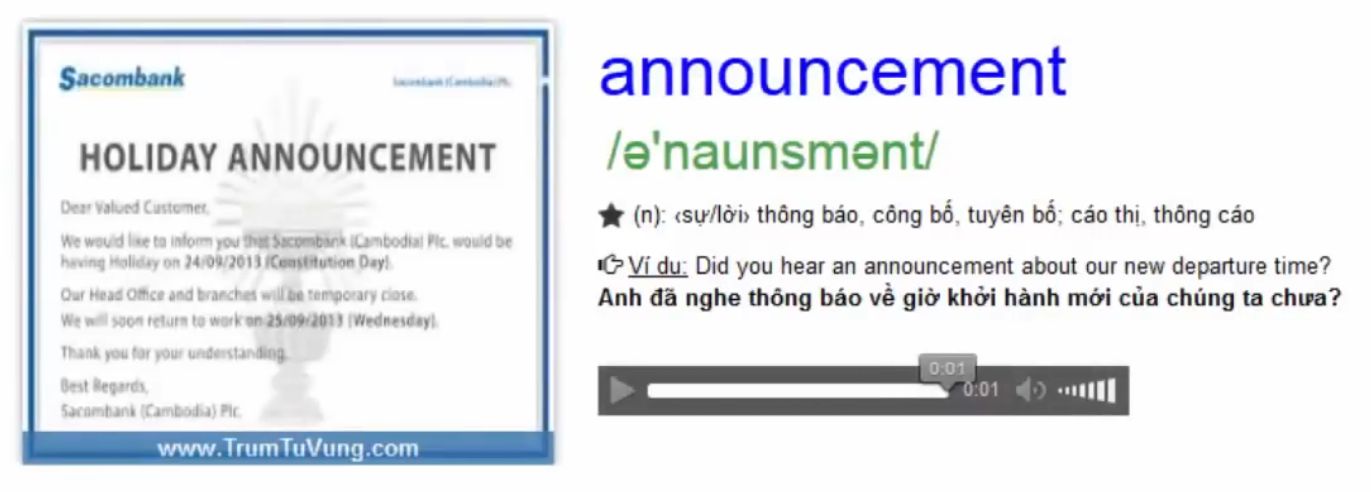 Sacombank
Sacombank (Cambodia) Plc.
HOLIDAY ANNOUNCEMENT
Dear Valued Customer,
We would like to inform you that Sacombank (Cambodia) Plc. would be
having Holiday on 24/09/2013 (Constitution Day).
Our Head Office and branches will be temporary close.
We will soon return to work on 25/09/2013 (Wednesday).
Thank you for your understanding.
Best Regards,
Sacombank (Cambodia) Plc.
www.TrumTuVung.com
announcement
/ə'naunsmənt/
★ (n): ‹sự/lời› thông báo, công bố, tuyên bố; cáo thị, thông cáo
Ví dụ: Did you hear an announcement about our new departure time?
Anh đã nghe thông báo về giờ khởi hành mới của chúng ta chưa?
0:01
0:01